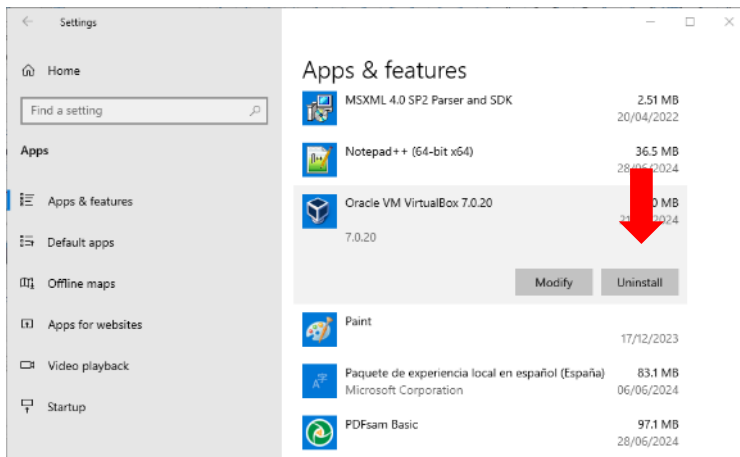 Settings
Home
Find a setting
Apps
Apps & features
Default apps
Offline maps
Apps for websites
Video playback
Startup
Apps & features
MSXML 4.0 SP2 Parser and SDK 2.51 MB
20/04/2022
Notepad++ (64-bit x64) 36.5 MB
2024
Oracle VM VirtualBox 7.0.20 MB
2024
7.0.20
Modify Uninstall
Paint
17/12/2023
Paquete de experiencia local en español (España) 83.1 MB
Microsoft Corporation 06/06/2024
PDFsam Basic 97.1 MB
28/06/2024